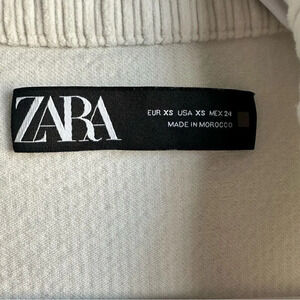 ZARA
EUR XS USA XS MEX 24
MADE IN MOROCCO